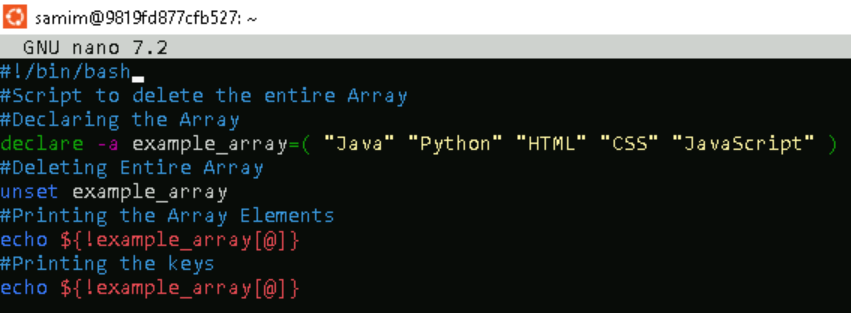 samim@9819fd877cfb527: ~
GNU nano 7.2
#!/bin/bash
#Script to delete the entire Array
#Declaring the Array
declare -a example_array=( "Java" "Python" "HTML" "CSS" "JavaScript" )
#Deleting Entire Array
unset example_array
#Printing the Array Elements
echo ${!example_array[@]}
#Printing the keys
echo ${!example_array[@]}